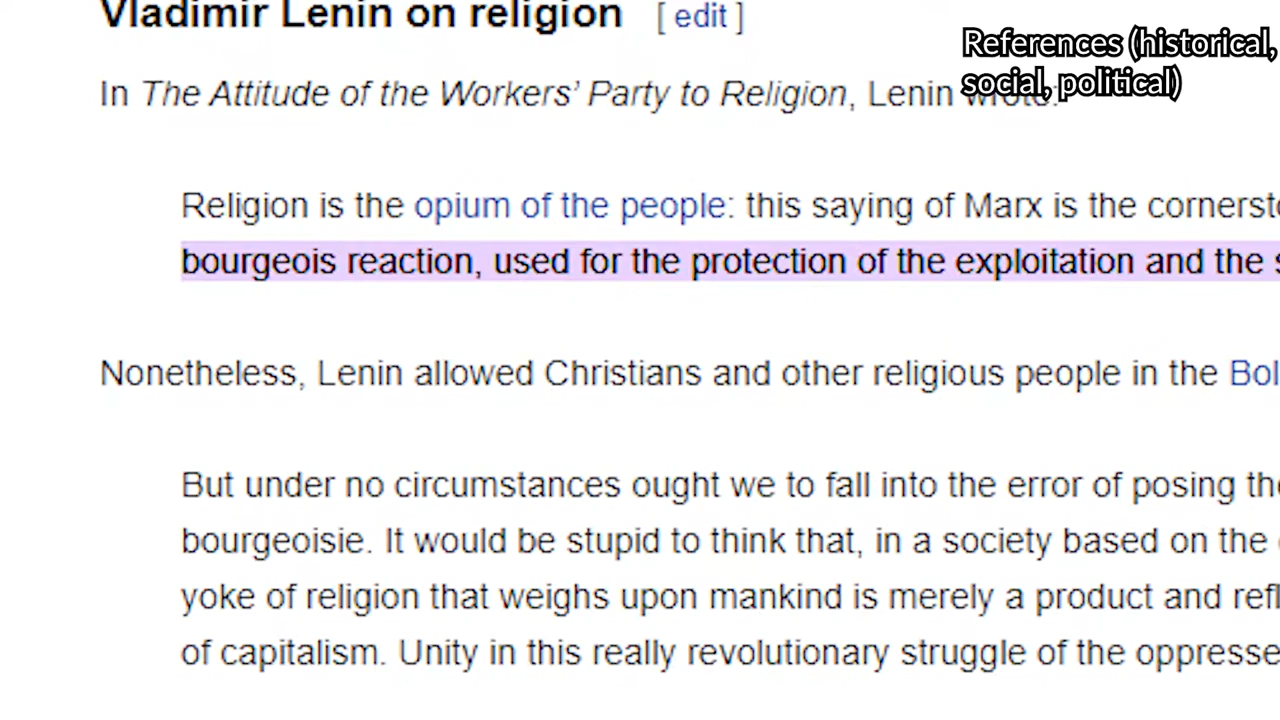 Vladimir Lenin on religion [ edit ]
References (historical,
social, political)
In The Attitude of the Workers' Party to Religion, Lenin wrote:
Religion is the opium of the people: this saying of Marx is the
bourgeois reaction, used for the protection of the exploitation and the
Nonetheless, Lenin allowed Christians and other religious people in the
But under no circumstances ought we to fall into the error of posing
bourgeoisie. It would be stupid to think that, in a society based on the
yoke of religion that weighs upon mankind is merely a product and
of capitalism. Unity in this really revolutionary struggle of the